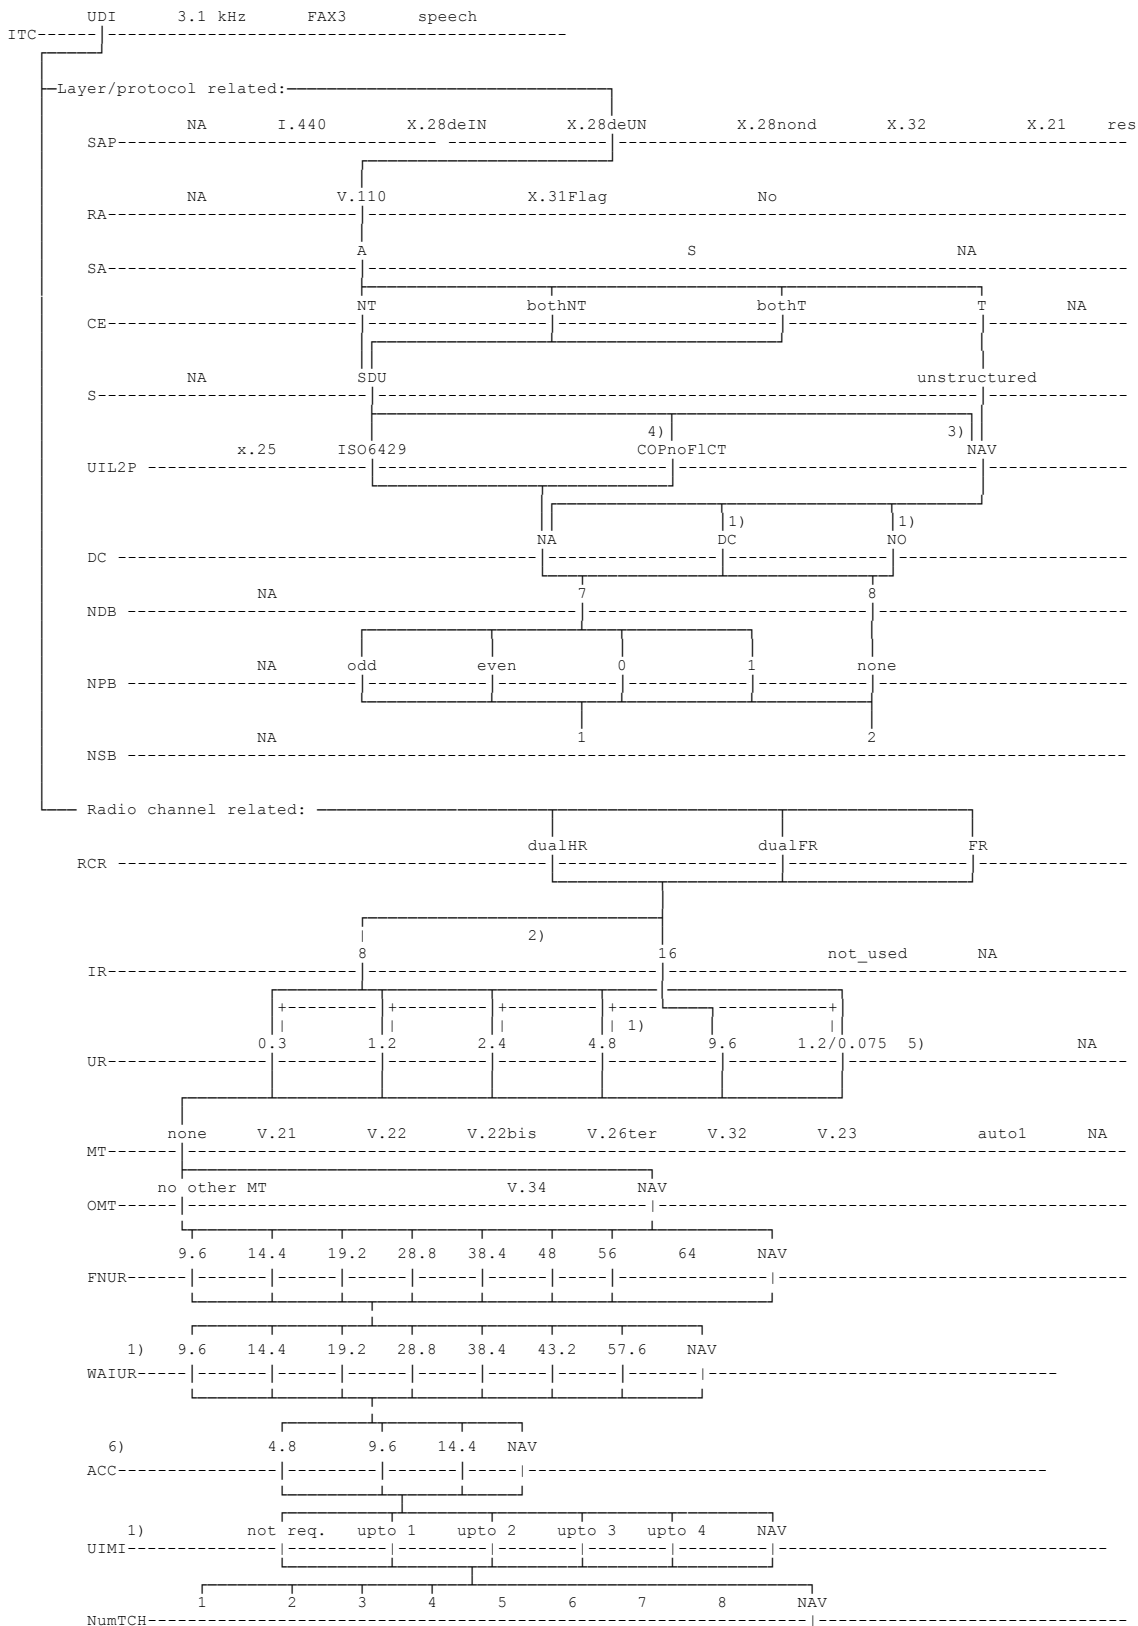 UDI 3.1 kHz FAX3 speech
ITC
Layer/protocol related:
NA I.440 X.28deIN X.28deUN X.28nond X.32 X.21 res
SAP
NA V.110 X.31Flag No
RA
A S NA
SA
NT bothNT bothT T NA
CE
NA SDU unstructured
S
4) 3)
x.25 ISO6429 COPnoFlCT NAV
UIL2P
1) 1)
NA DC NO
DC
NA 7 8
NDB
NA odd even 0 1 none
NPB
NA 1 2
NSB
Radio channel related:
dualHR dualFR FR
RCR
2)
8 16 not_used NA
IR
1)
0.3 1.2 2.4 4.8 9.6 1.2/0.075 5) NA
UR
none V.21 V.22 V.22bis V.26ter V.32 V.23 auto1 NA
MT
no other MT V.34 NAV
OMT
9.6 14.4 19.2 28.8 38.4 48 56 64 NAV
FNUR
1) 9.6 14.4 19.2 28.8 38.4 43.2 57.6 NAV
WAIUR
6) 4.8 9.6 14.4 NAV
ACC
1) not req. upto 1 upto 2 upto 3 upto 4 NAV
UIMI
1 2 3 4 5 6 7 8 NAV
NumTCH